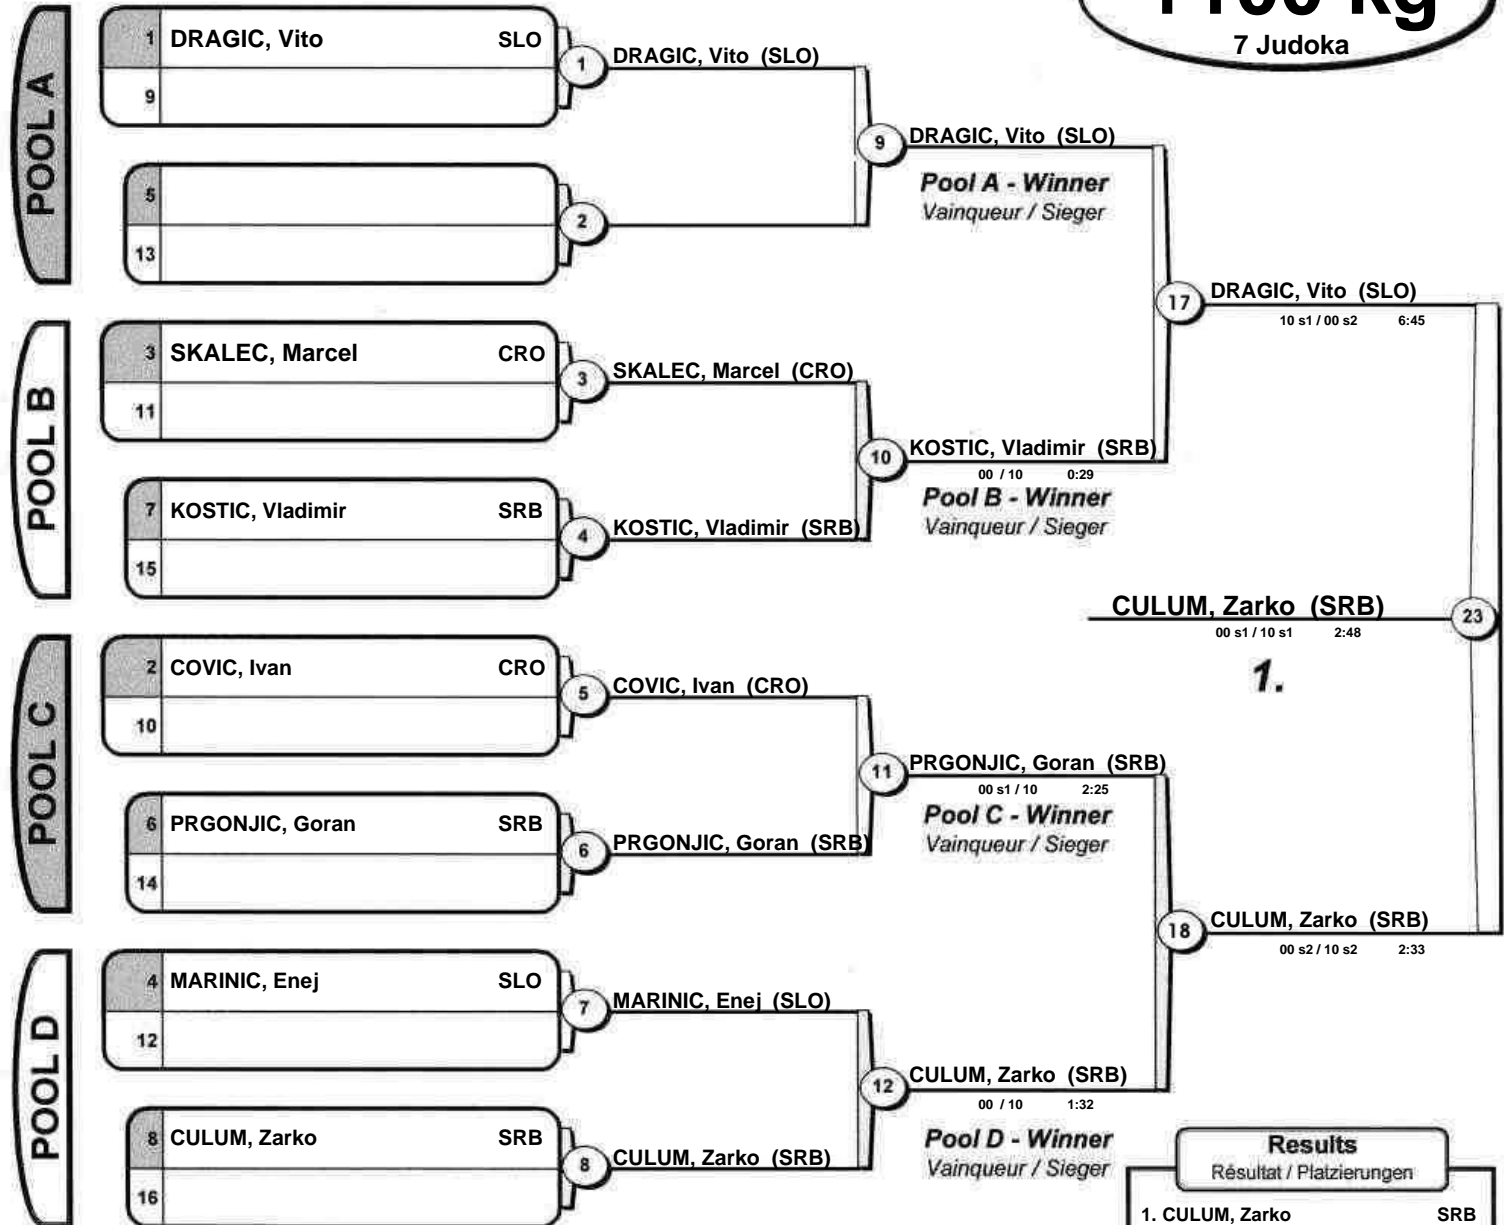 7 Judoka
POOL A
1 DRAGIC, Vito SLO
9
5
13
1 DRAGIC, Vito (SLO)
2
9 DRAGIC, Vito (SLO)
Pool A - Winner
Vainqueur / Sieger
POOL B
3 SKALEC, Marcel CRO
11
7 KOSTIC, Vladimir SRB
15
3 SKALEC, Marcel (CRO)
4 KOSTIC, Vladimir (SRB)
10 KOSTIC, Vladimir (SRB)
00 / 10 0:29
Pool B - Winner
Vainqueur / Sieger
17 DRAGIC, Vito (SLO)
10 s1 / 00 s2 6:45
CULUM, Zarko (SRB) 23
00 s1 / 10 s1 2:48
1.
POOL C
2 COVIC, Ivan CRO
10
6 PRGONJIC, Goran SRB
14
5 COVIC, Ivan (CRO)
6 PRGONJIC, Goran (SRB)
11 PRGONJIC, Goran (SRB)
00 s1 / 10 2:25
Pool C - Winner
Vainqueur / Sieger
18 CULUM, Zarko (SRB)
00 s2 / 10 s2 2:33
POOL D
4 MARINIC, Enej SLO
12
8 CULUM, Zarko SRB
16
7 MARINIC, Enej (SLO)
8 CULUM, Zarko (SRB)
12 CULUM, Zarko (SRB)
00 / 10 1:32
Pool D - Winner
Vainqueur / Sieger
Results
Résultat / Platzierungen
1. CULUM, Zarko SRB